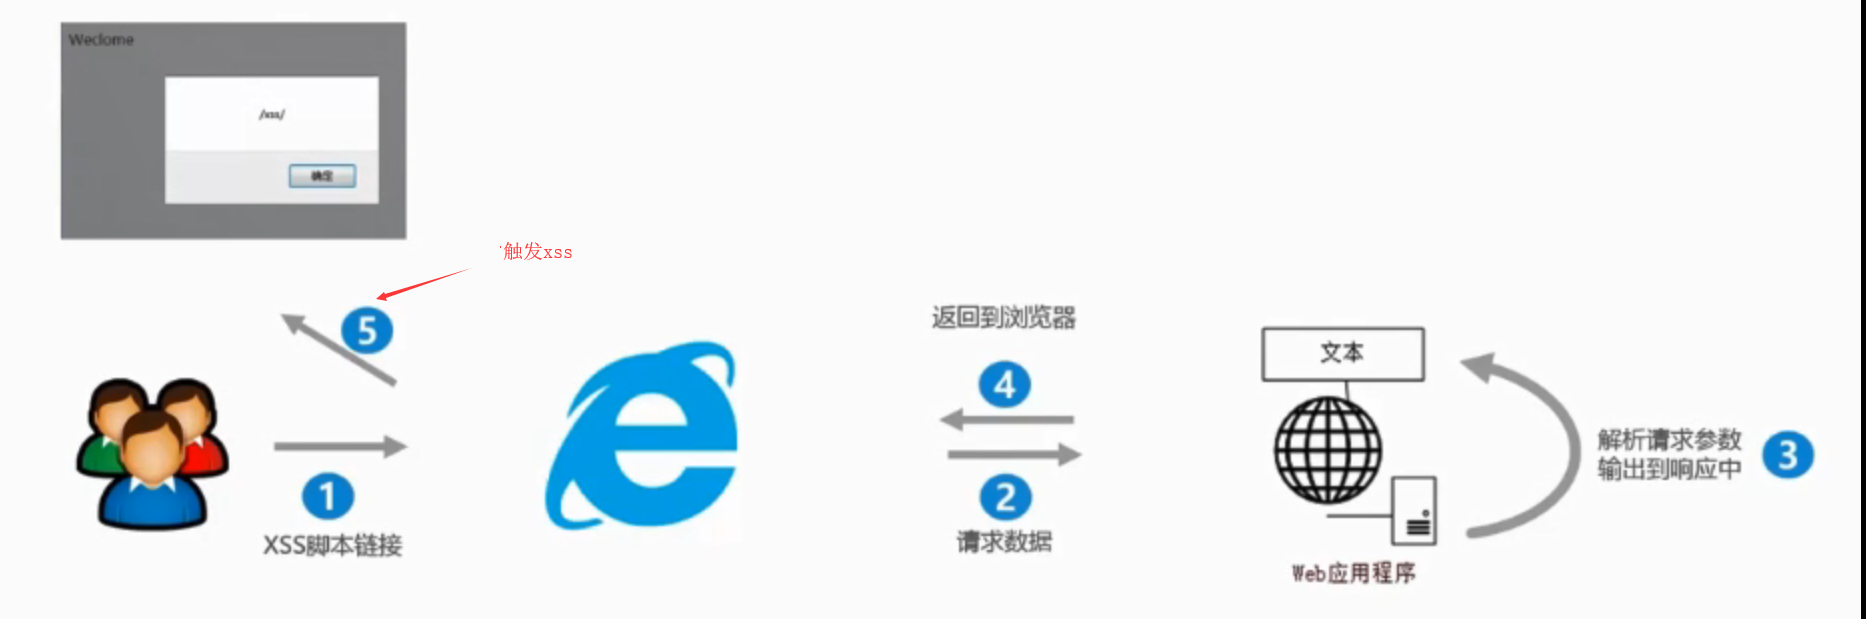 Weclome
/xss/
确定
触发xss
5
返回到浏览器
4
文本
解析请求参数
输出到响应中
3
1
2
XSS脚本链接
请求数据
Web应用程序